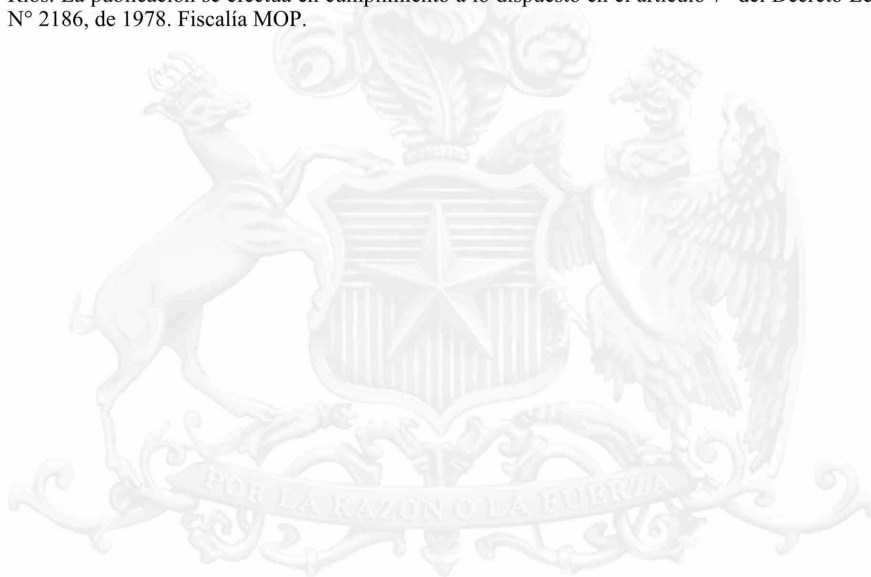 Ríos. La publicación se efectúa en cumplimiento a lo dispuesto en el artículo 7° del Decreto
N° 2186, de 1978. Fiscalía MOP.
POR LA RAZÓN O LA FUERZA